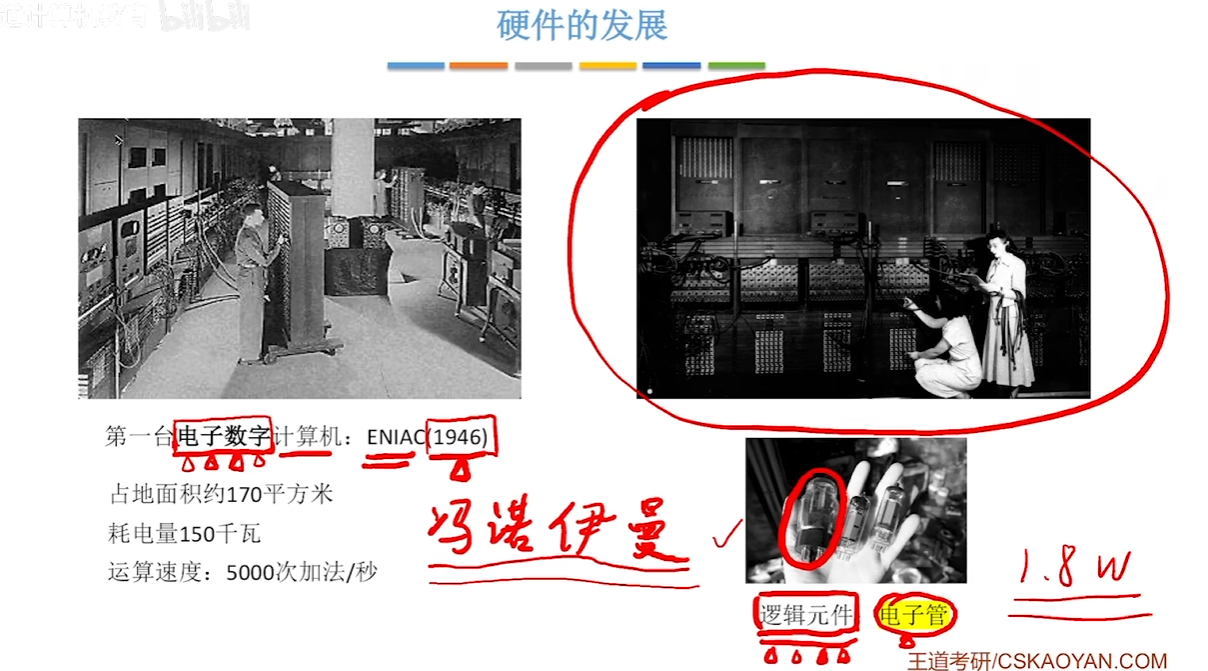 bilibili
硬件的发展
第一台电子数字计算机：ENIAC(1946)
占地面积约170平方米
耗电量150千瓦
运算速度：5000次加法/秒
冯诺伊曼
1.8W
逻辑元件：电子管
王道考研/CSKAOYAN.COM